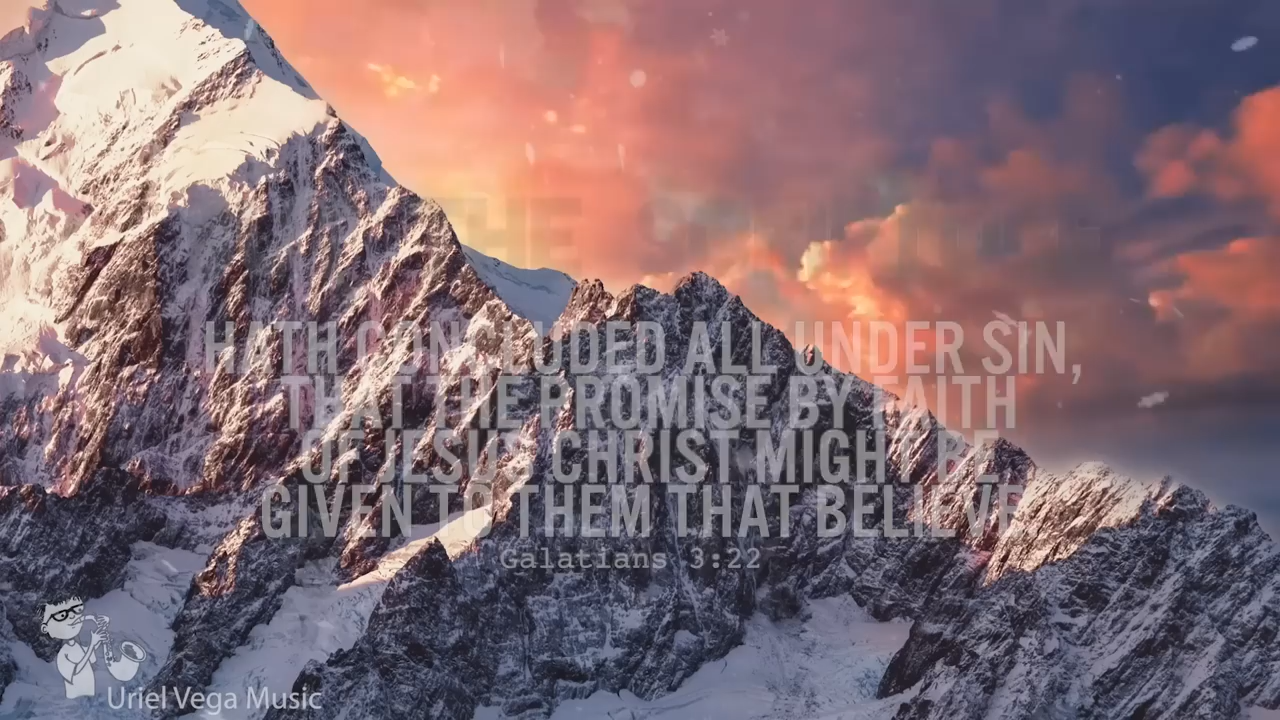 THE
HATH CONCLUDED ALL UNDER SIN,
THAT THE PROMISE BY FAITH
OF JESUS CHRIST MIGHT BE
GIVEN TO THEM THAT BELIEVE.
Galatians 3:22
Uriel Vega Music